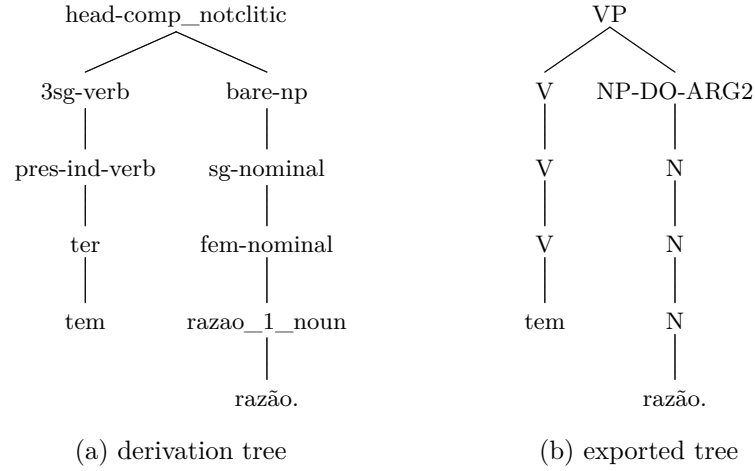 head-comp_notclitic VP
3sg-verb bare-np V NP-DO-ARG2
pres-ind-verb sg-nominal V N
ter fem-nominal V N
tem razao_1_noun tem N
razão. razão.
(a) derivation tree (b) exported tree